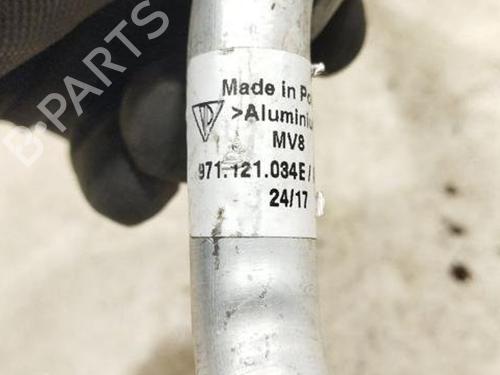 B-PARTS
Made in Po
>Aluminiu
MV8
971.121.034E/
24/17